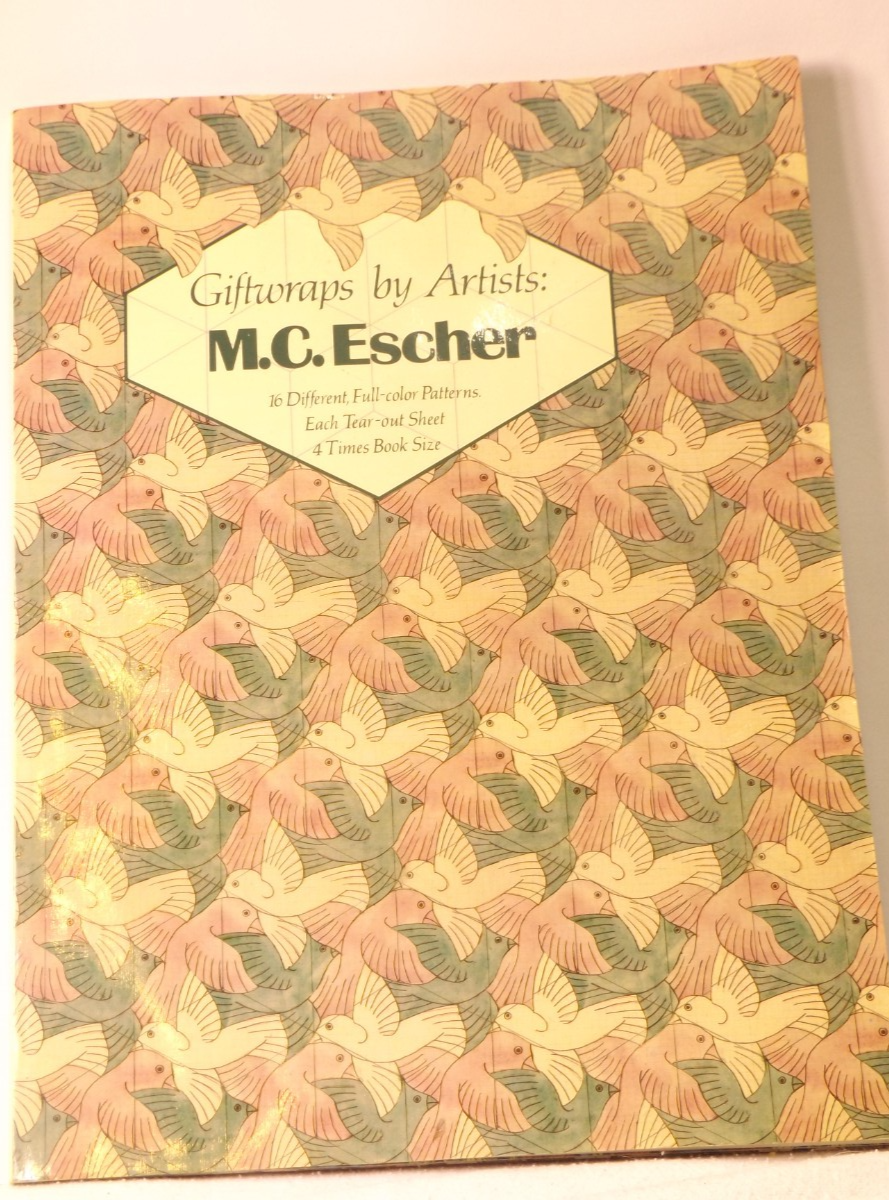 Giftwraps by Artists:
M.C. Escher
16 Different, Full-color Patterns.
Each Tear-out Sheet
4 Times Book Size